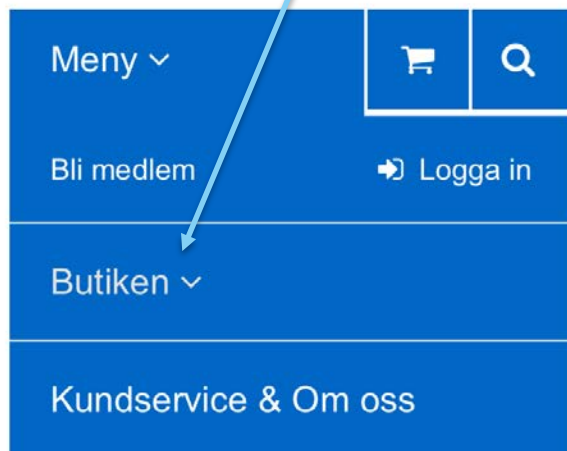 Meny
Bli medlem
Logga in
Butiken
Kundservice & Om oss